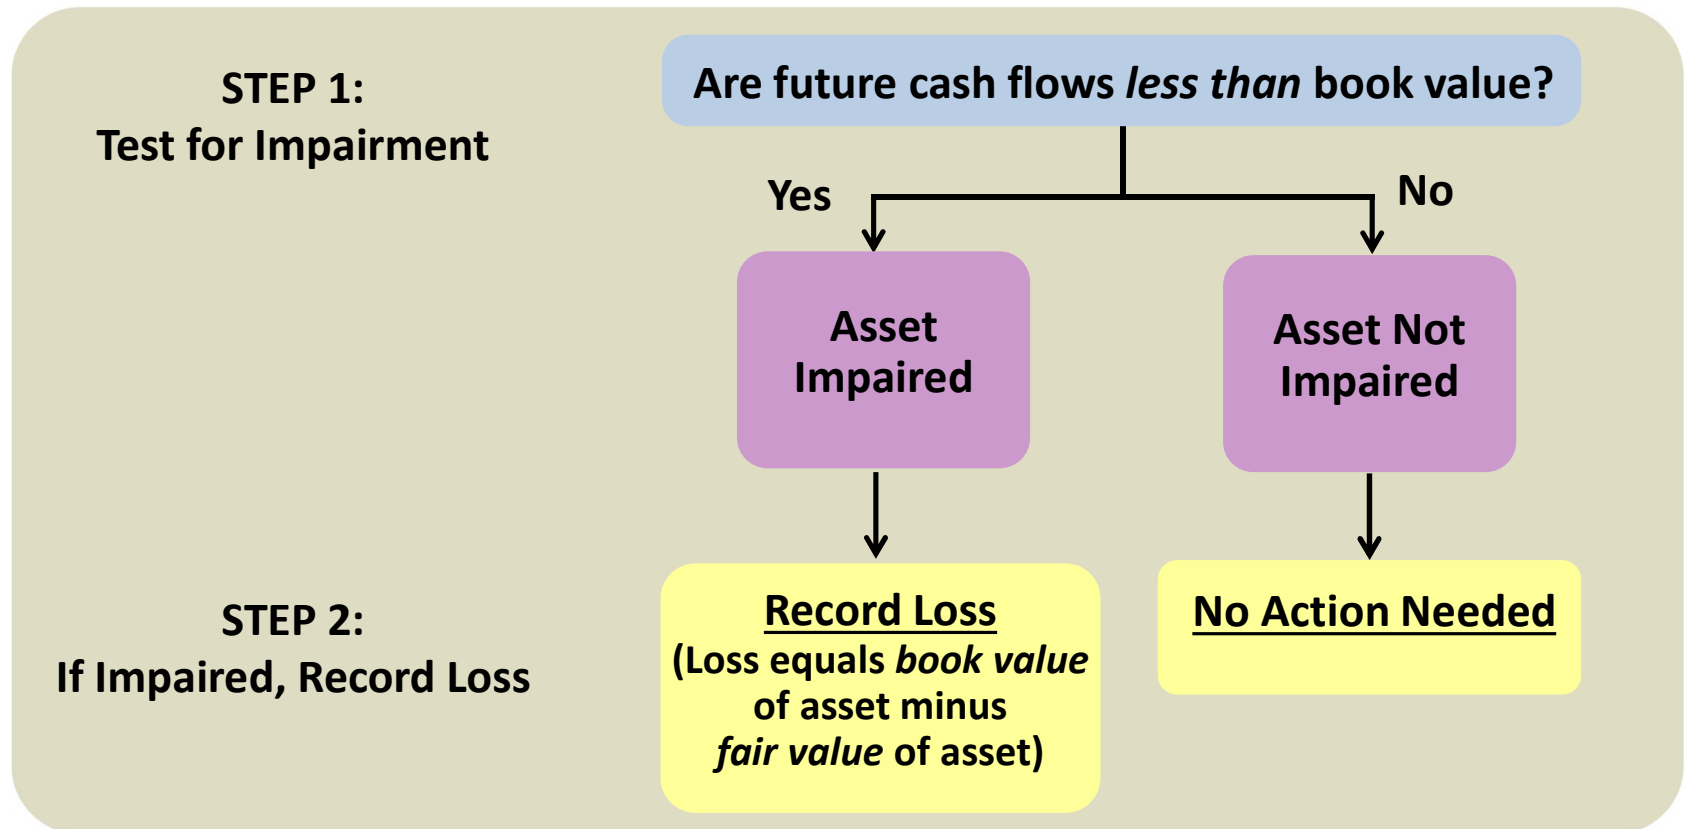 STEP 1:
Test for Impairment
Are future cash flows less than book value?
Yes
No
Asset
Impaired
Asset Not
Impaired
STEP 2:
If Impaired, Record Loss
Record Loss
(Loss equals book value
of asset minus
fair value of asset)
No Action Needed